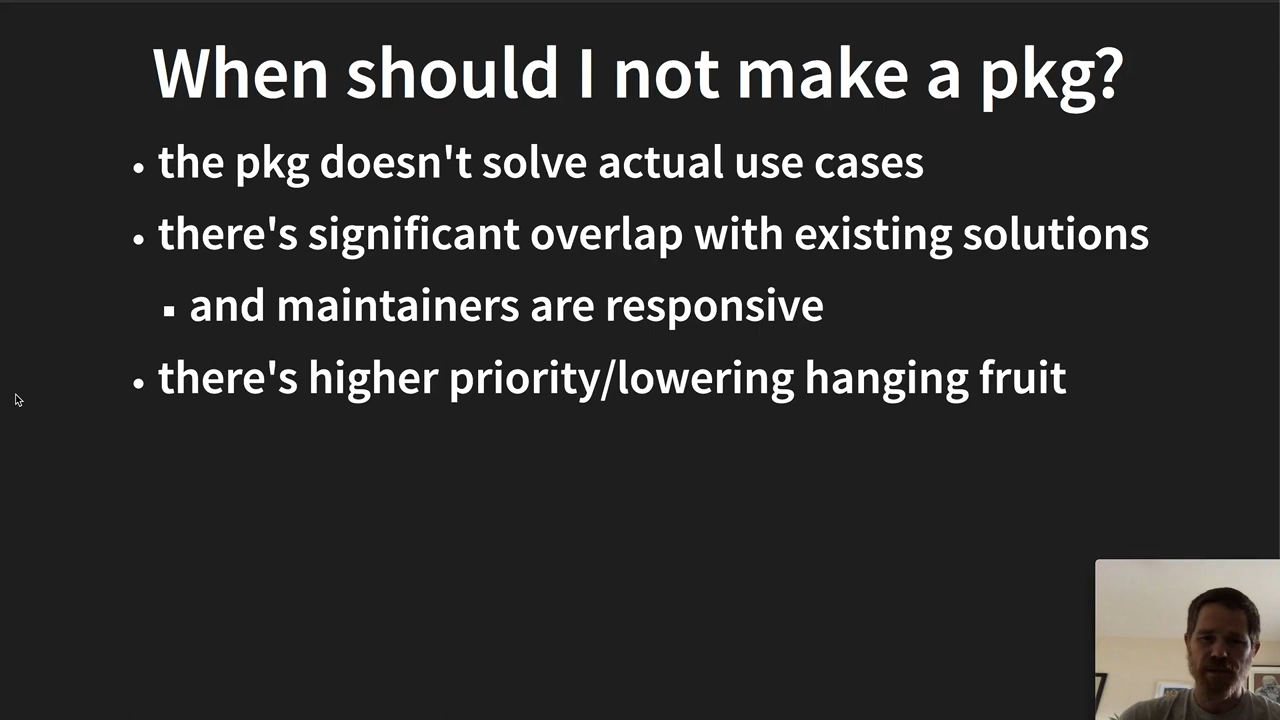 When should I not make a pkg?
the pkg doesn't solve actual use cases
there's significant overlap with existing solutions
and maintainers are responsive
there's higher priority/lowering hanging fruit